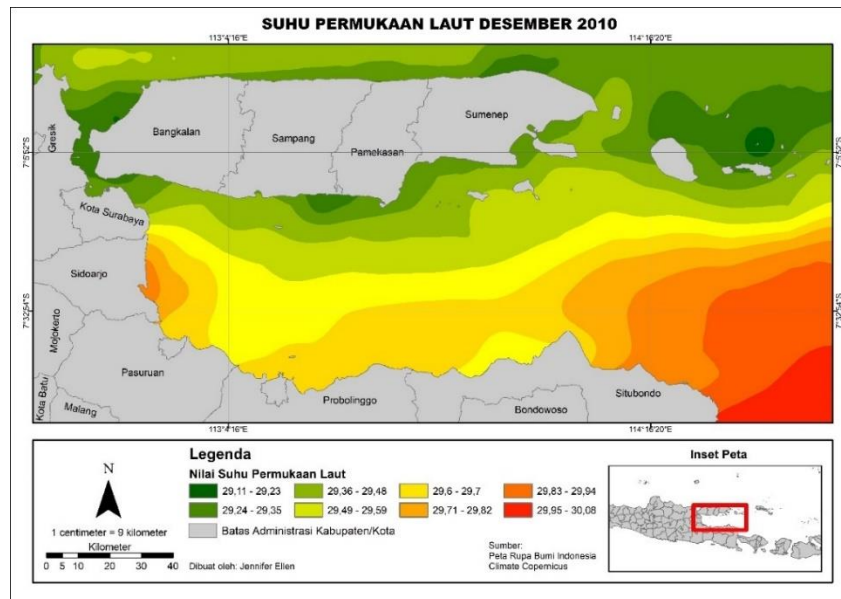 SUHU PERMUKAAN LAUT DESEMBER 2010
113°4'16"E
114°16'20"E
Gresik
Bangkalan
Sampang
Pamekasan
Sumenep
7°5'52"S
7°5'52"S
Kota Surabaya
Sidoarjo
7°32'54"S
7°32'54"S
Mojokerto
Pasuruan
Kota Batu
Malang
Probolinggo
Bondowoso
Situbondo
113°4'16"E
114°16'20"E
N
1 centimeter = 9 kilometer
Kilometer
0 5 10 20 30 40
Legenda
Nilai Suhu Permukaan Laut
29,11 - 29,23
29,36 - 29,48
29,6 - 29,7
29,83 - 29,94
29,24 - 29,35
29,49 - 29,59
29,71 - 29,82
29,95 - 30,08
Batas Administrasi Kabupaten/Kota
Dibuat oleh: Jennifer Ellen
Sumber:
Peta Rupa Bumi Indonesia
Climate Copernicus
Inset Peta